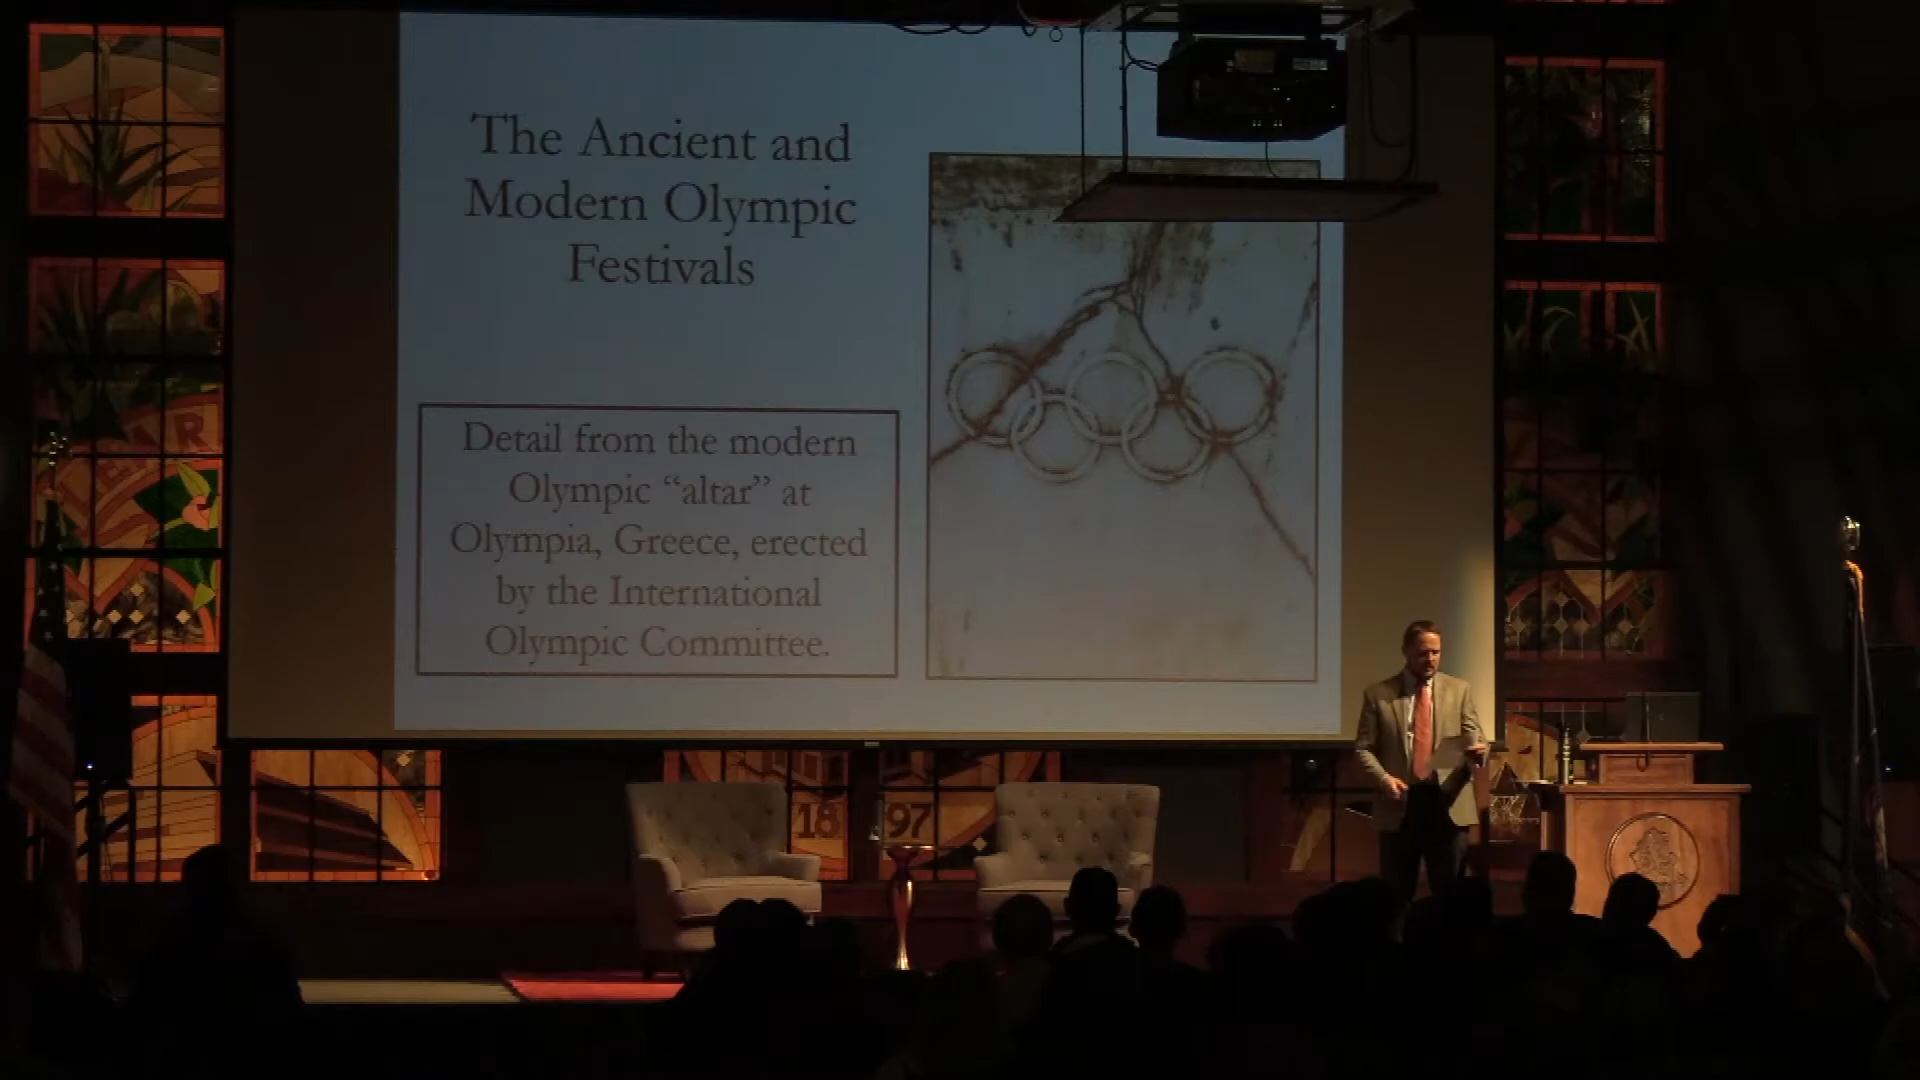 The Ancient and
Modern Olympic
Festivals
Detail from the modern
Olympic “altar” at
Olympia, Greece, erected
by the International
Olympic Committee.
18 97